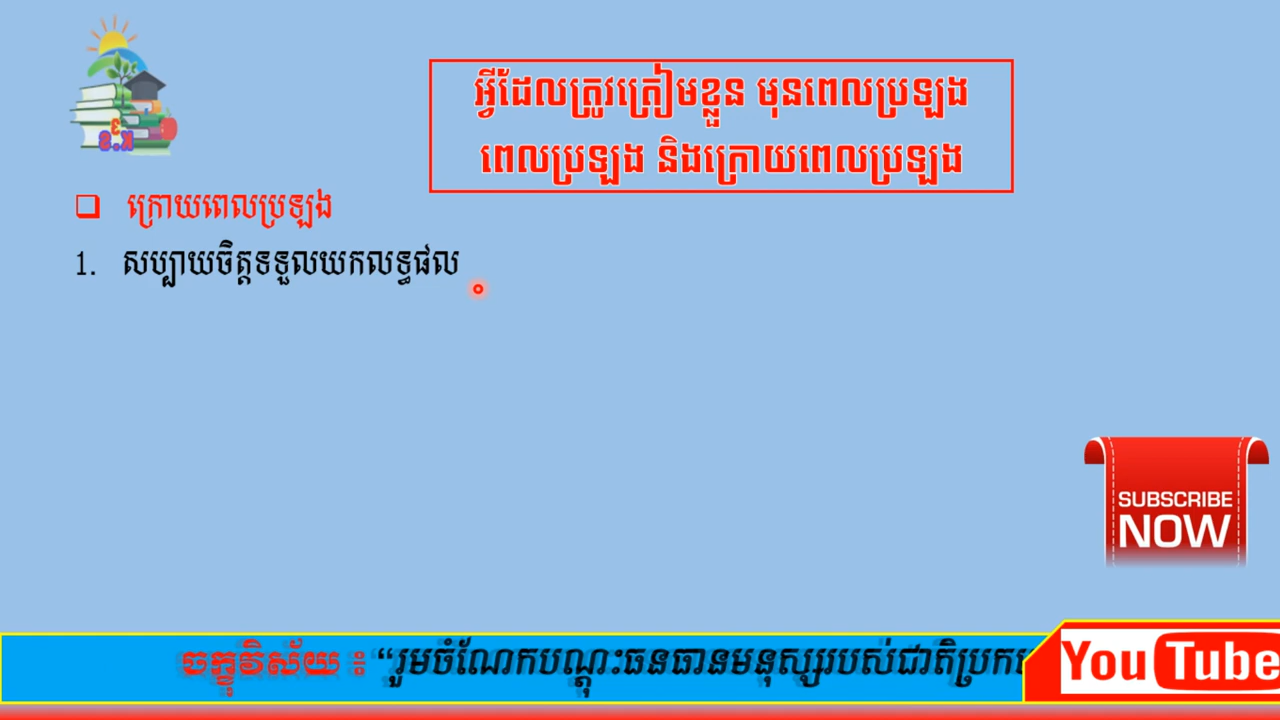 អ្វីដែលត្រូវត្រៀមខ្លួន មុនពេលប្រឡង
ពេលប្រឡង និងក្រោយពេលប្រឡង
ខ.វិ.អ
❑ ក្រោយពេលប្រឡង
1. សប្បាយចិត្តទទួលយកលទ្ធផល
SUBSCRIBE
NOW
ចក្ខុវិស័យ ៖ “រួមចំណែកបណ្ដុះធនធានមនុស្សរបស់ជាតិប្រកប
YouTube